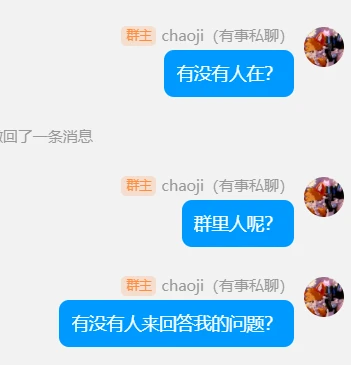 群主 chaoji（有事私聊）
有没有人在？
回了一条消息
群主 chaoji（有事私聊）
群里人呢？
群主 chaoji（有事私聊）
有没有人来回答我的问题？